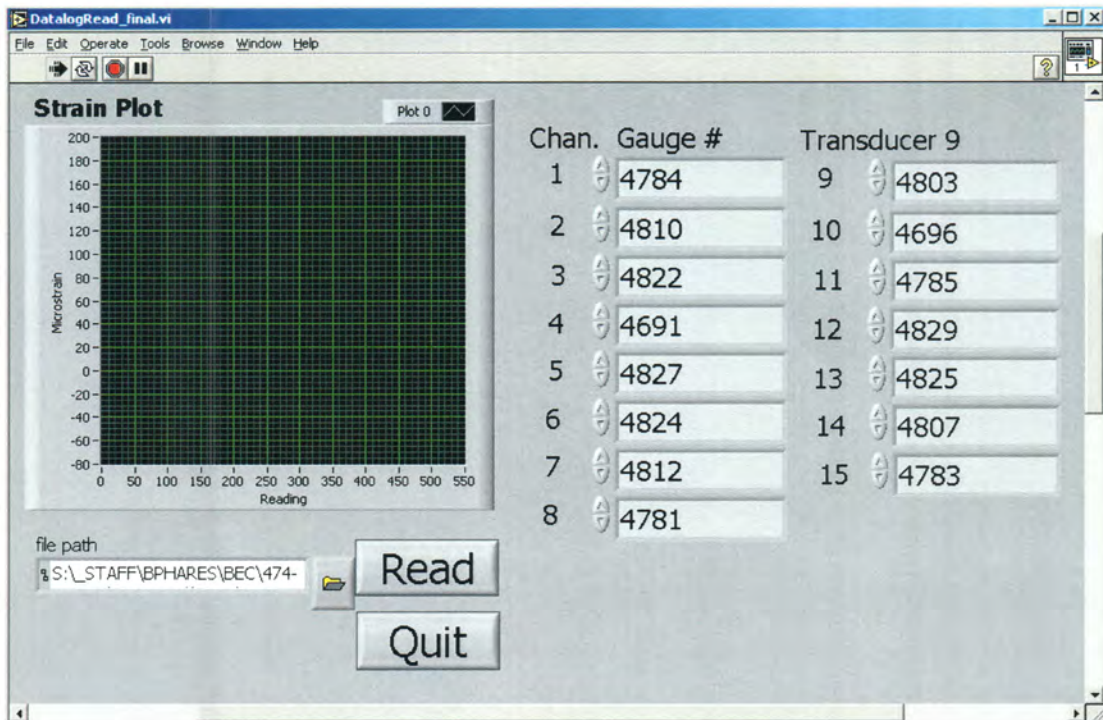 DatalogRead_final.vi
File Edit Operate Tools Browse Window Help
1
Strain Plot
Plot 0
200
180
160
140
120
100
80
60
40
20
0
-20
-40
-60
-80
Microstrain
0 50 100 150 200 250 300 350 400 450 500 550
Reading
file path
S:\_STAFF\BPHARES\BEC\474-
Read
Quit
Chan. Gauge #
1 4784
2 4810
3 4822
4 4691
5 4827
6 4824
7 4812
8 4781
Transducer 9
9 4803
10 4696
11 4785
12 4829
13 4825
14 4807
15 4783